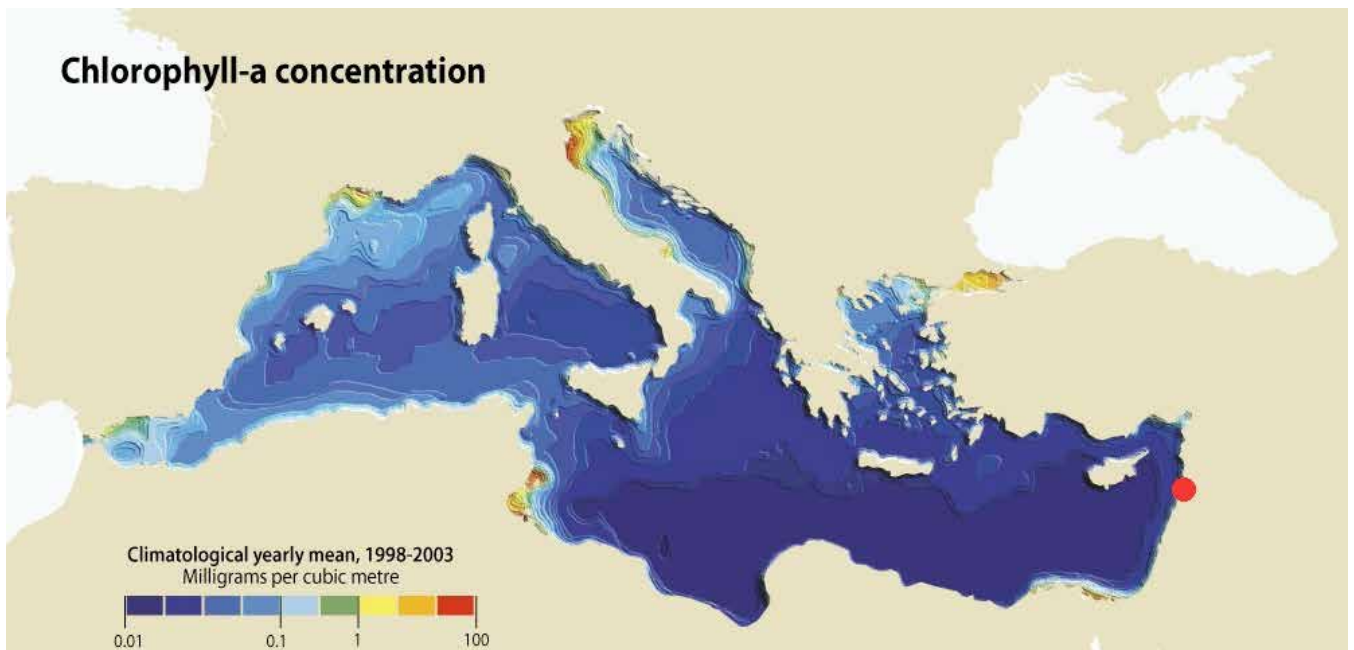 Chlorophyll-a concentration
Climatological yearly mean, 1998-2003
Milligrams per cubic metre
0.01 0.1 1 100